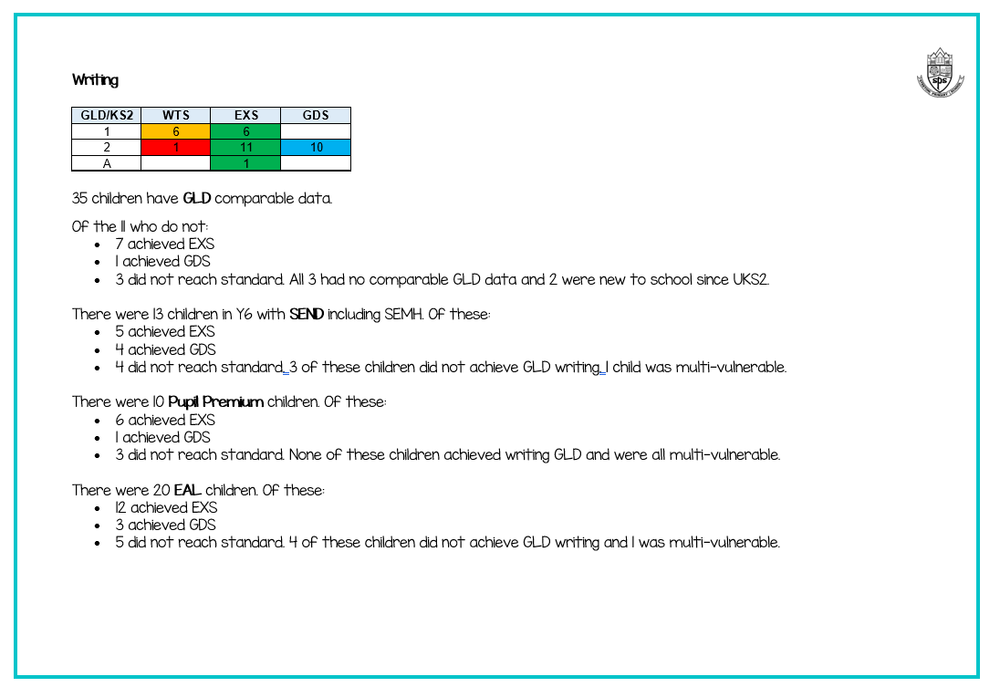 Writing
GLD/KS2 WTS EXS GDS
1 6 6
2 1 11 10
A 1
35 children have GLD comparable data.
Of the 11 who do not:
• 7 achieved EXS
• 1 achieved GDS
• 3 did not reach standard. All 3 had no comparable GLD data and 2 were new to school since UKS2.
There were 13 children in Y6 with SEND including SEMH. Of these:
• 5 achieved EXS
• 4 achieved GDS
• 4 did not reach standard. 3 of these children did not achieve GLD writing. 1 child was multi-vulnerable.
There were 10 Pupil Premium children. Of these:
• 6 achieved EXS
• 1 achieved GDS
• 3 did not reach standard. None of these children achieved writing GLD and were all multi-vulnerable.
There were 20 EAL children. Of these:
• 12 achieved EXS
• 3 achieved GDS
• 5 did not reach standard. 4 of these children did not achieve GLD writing and 1 was multi-vulnerable.
SPS
PRIMARY SCHOOL